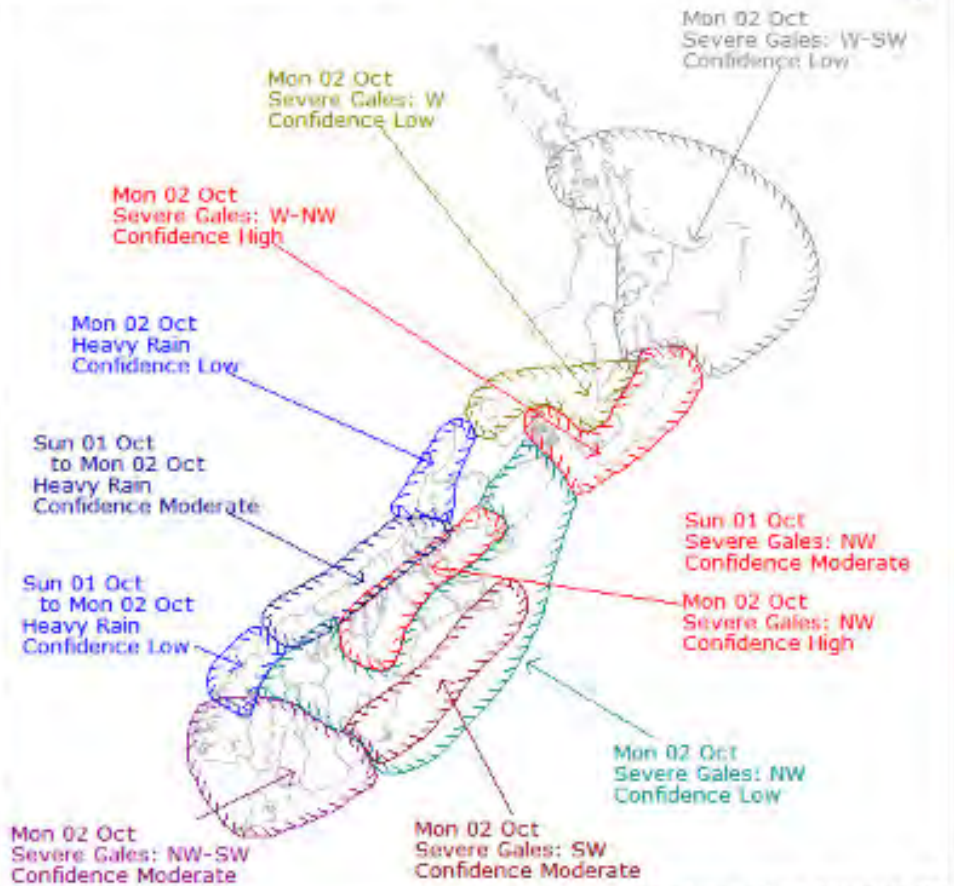 Mon 02 Oct
Severe Gales: W-SW
Confidence Low
Mon 02 Oct
Severe Gales: W
Confidence Low
Mon 02 Oct
Severe Gales: W-NW
Confidence High
Mon 02 Oct
Heavy Rain
Confidence Low
Sun 01 Oct
to Mon 02 Oct
Heavy Rain
Confidence Moderate
Sun 01 Oct
Severe Gales: NW
Confidence Moderate
Sun 01 Oct
to Mon 02 Oct
Heavy Rain
Confidence Low
Mon 02 Oct
Severe Gales: NW
Confidence High
Mon 02 Oct
Severe Gales: NW
Confidence Low
Mon 02 Oct
Severe Gales: NW-SW
Confidence Moderate
Mon 02 Oct
Severe Gales: SW
Confidence Moderate